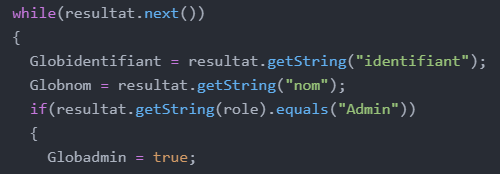 while(resultat.next())
{
Globidentifiant = resultat.getString("identifiant");
Globnom = resultat.getString("nom");
if(resultat.getString(role).equals("Admin"))
{
Globadmin = true;